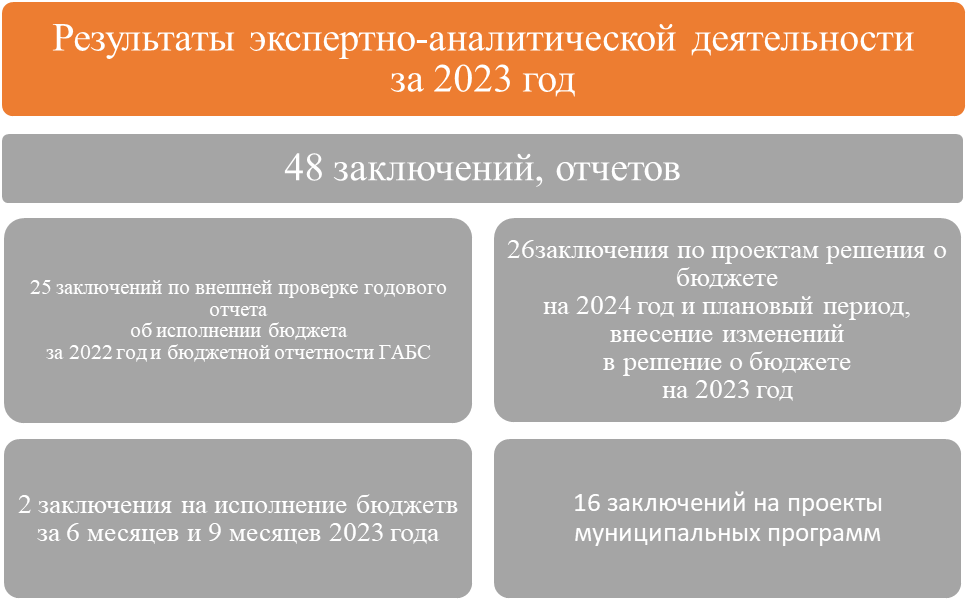 Результаты экспертно-аналитической деятельности
за 2023 год
48 заключений, отчетов
25 заключений по внешней проверке годового
отчета
об исполнении бюджета
за 2022 год и бюджетной отчетности ГАБС
26заключения по проектам решения о
бюджете
на 2024 год и плановый период,
внесение изменений
в решение о бюджете
на 2023 год
2 заключения на исполнение бюджетв
за 6 месяцев и 9 месяцев 2023 года
16 заключений на проекты
муниципальных программ